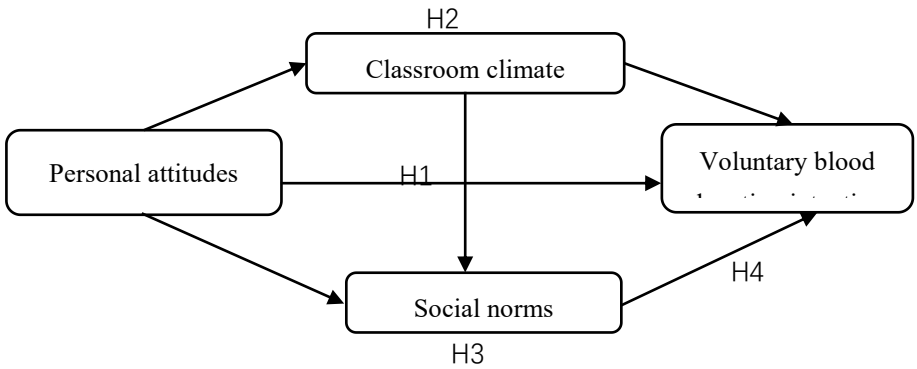 H2
Classroom climate
Personal attitudes
H1
Voluntary blood
Social norms
H4
H3